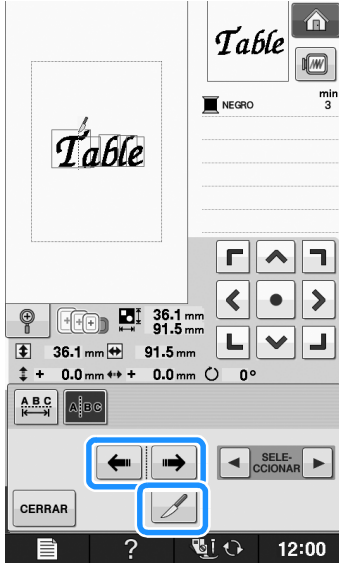 Table
NEGRO
min
3
Table
36.1 mm
91.5 mm
36.1 mm 91.5 mm
+ 0.0 mm + 0.0 mm 0°
A B C
A BC
SELE-
CCIONAR
CERRAR
? 12:00